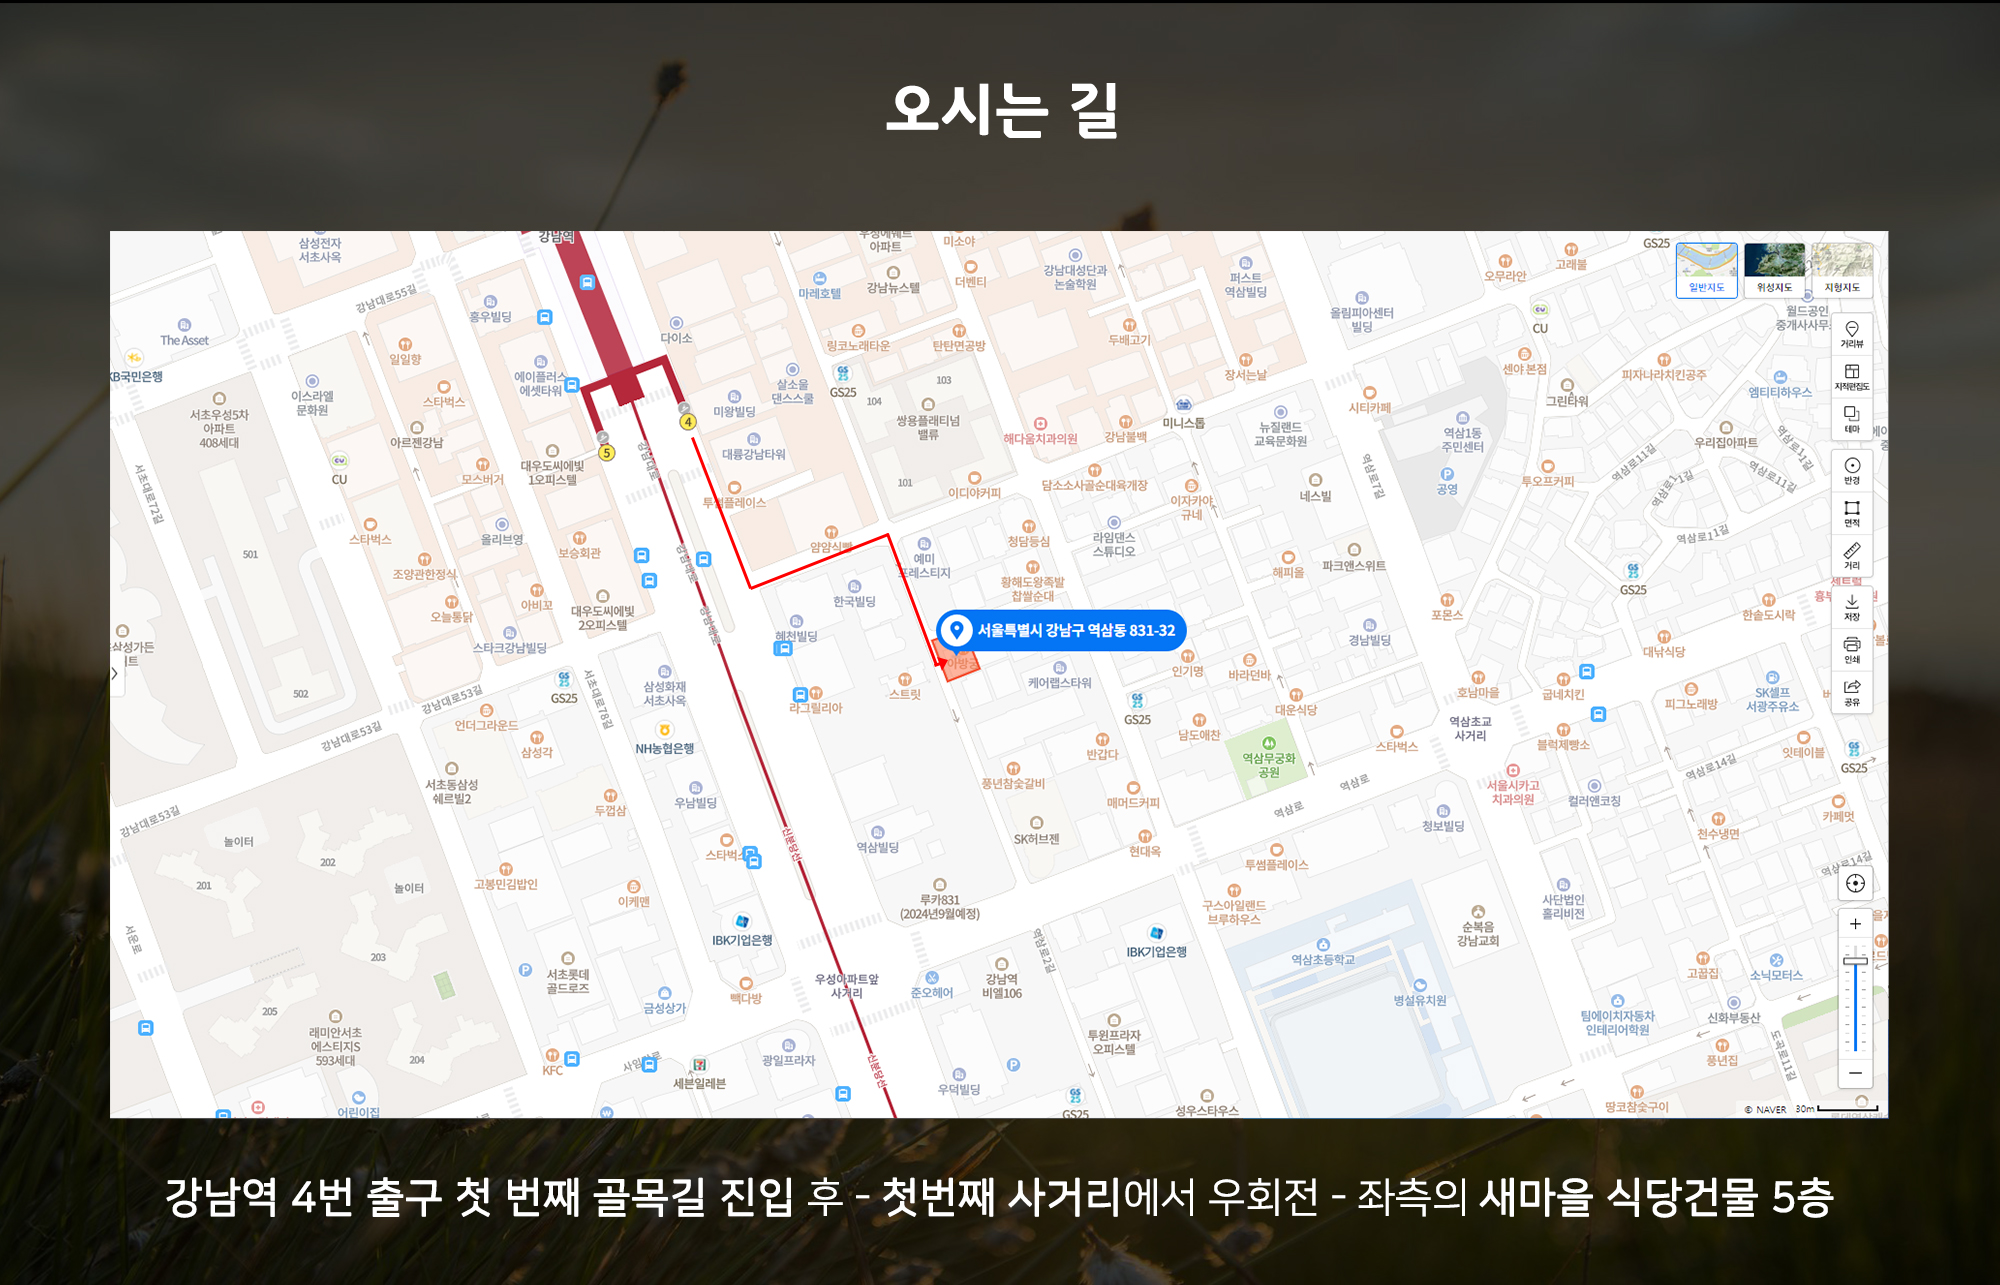 오시는 길
강남역
삼성전자
서초사옥
강남대로55길
홍우빌딩
The Asset
KB국민은행
일일향
에이플러스
에셋타워
다이소
마레호텔
강남뉴스텔
아파트
미소야
더벤티
강남대성단과
논술학원
퍼스트
역삼빌딩
올림피아센터
빌딩
오무라안
고래불
GS25
일반지도
위성지도
지형지도
월드공인
CU
링코노래타운
탄탄면공방
두배고기
장서는날
센야 본점
피자나라치킨공주
엠티티하우스
거리뷰
지적편집도
테마
반경
면적
거리
저장
인쇄
공유
서초우성5차
아파트
408세대
이스라엘
문화원
스타벅스
아르젠강남
CU
대우도씨에빛
1오피스텔
모스버거
5
4
미왕빌딩
살소울
댄스스쿨
GS25
103
104
쌍용플래티넘
밸류
101
대륭강남타워
투썸플레이스
이디야커피
해다움치과의원
강남불백
미니스톱
뉴질랜드
교육문화원
시티카페
역삼1동
주민센터
공영
그린타워
우리집아파트
투오프커피
역삼로11길
역삼로7길
네스빌
담소소사골순대육개장
이자카야
규네
라임댄스
스튜디오
청담등심
황해도왕족발
찹쌀순대
예미
프레스티지
얌얌식빵
한국빌딩
혜천빌딩
서울특별시 강남구 역삼동 831-32
케어랩스타워
스트릿
라그릴리아
서초대로72길
501
502
스타벅스
올리브영
보승회관
조양관한정식
오늘통닭
아비꼬
대우도씨에빛
2오피스텔
스타크강남빌딩
강남대로
강남대로53길
서초대로78길
GS25
삼성화재
서초사옥
NH농협은행
언더그라운드
삼성각
서초동삼성
쉐르빌2
두껍삼
우남빌딩
신분당선
역삼빌딩
루카831
(2024년9월예정)
SK허브젠
풍년참숯갈비
반갑다
매머드커피
현대옥
남도애찬
GS25
인기명
바라던바
대운식당
해피올
파크앤스위트
경남빌딩
포몬스
호남마을
굽네치킨
대낚식당
한솥도시락
SK셀프
서광주유소
피그노래방
역삼초교
사거리
블럭제빵소
스타벅스
역삼무궁화
공원
역삼로
서울시카고
치과의원
컬러앤코칭
역삼로14길
잇테이블
GS25
카페멋
천수냉면
청보빌딩
투썸플레이스
구스아일랜드
브루하우스
IBK기업은행
역삼초등학교
병설유치원
순복음
강남교회
사단법인
홀리비전
고꿉집
소닉모터스
팀에이치자동차
인테리어학원
신화부동산
풍년집
도곡로11길
땅코참숯구이
© NAVER 30m
놀이터
202
201
놀이터
203
205
204
서운로
래미안서초
에스티지S
593세대
고봉민김밥인
이케맨
스타벅스
IBK기업은행
서초롯데
골드로즈
금성상가
빽다방
우성아파트앞
사거리
준오헤어
강남역
비엘106
역삼로2길
투윈프라자
오피스텔
KFC
세븐일레븐
광일프라자
우덕빌딩
GS25
성우스타우스
어린이집
강남역 4번 출구 첫 번째 골목길 진입 후 - 첫번째 사거리에서 우회전 - 좌측의 새마을 식당건물 5층